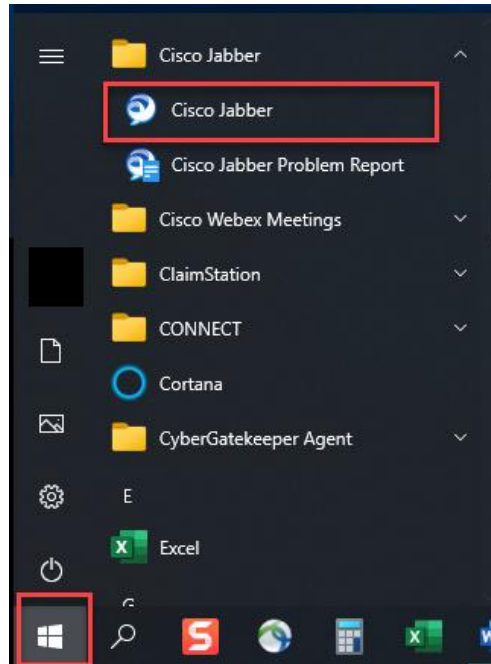 Cisco Jabber
Cisco Jabber
Cisco Jabber Problem Report
Cisco Webex Meetings
ClaimStation
CONNECT
Cortana
CyberGatekeeper Agent
E
Excel